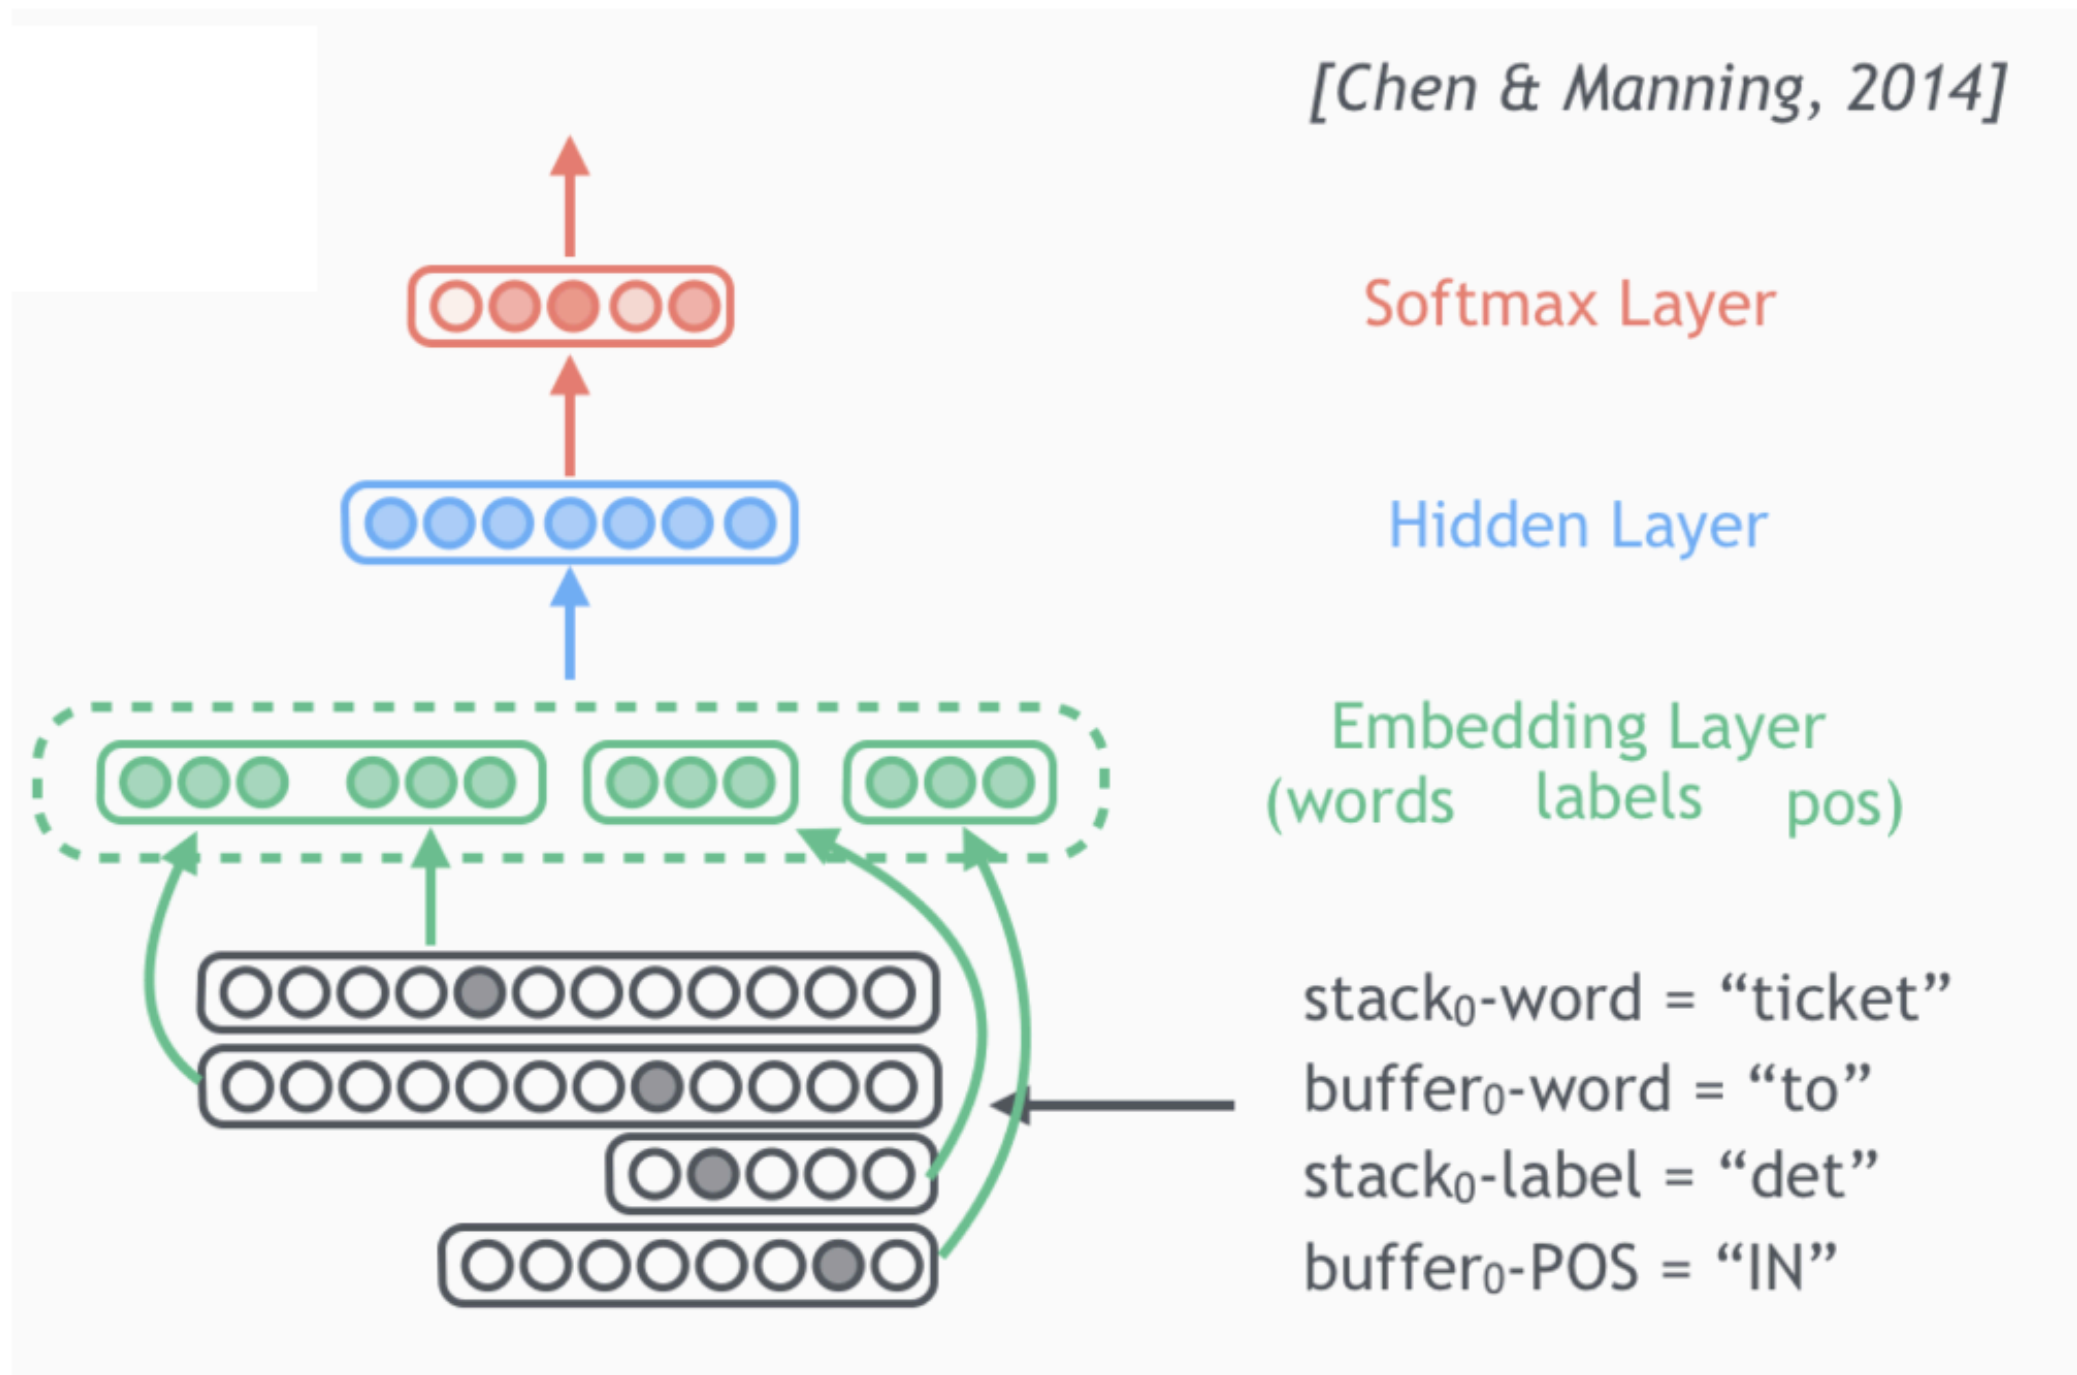 [Chen & Manning, 2014]
Softmax Layer
Hidden Layer
Embedding Layer
(words labels pos)
stack₀-word = “ticket”
buffer₀-word = “to”
stack₀-label = “det”
buffer₀-POS = “IN”